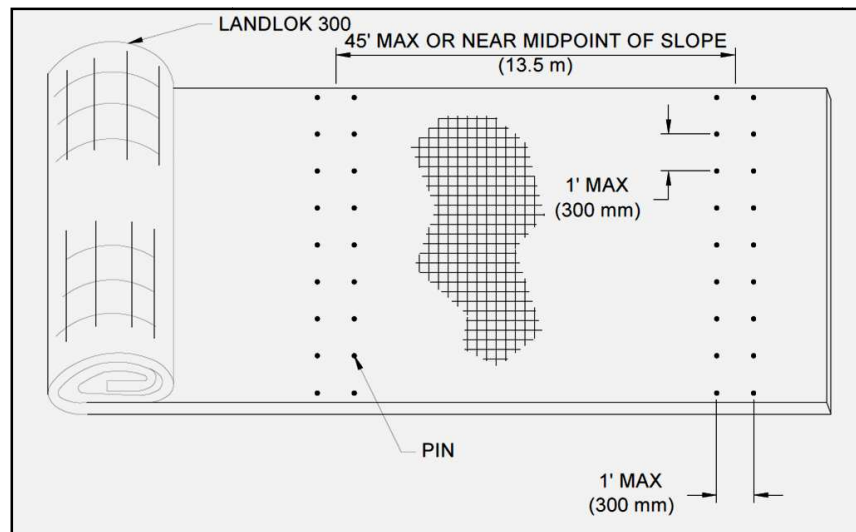 LANDLOK 300
45' MAX OR NEAR MIDPOINT OF SLOPE
(13.5 m)
1' MAX
(300 mm)
PIN
1' MAX
(300 mm)